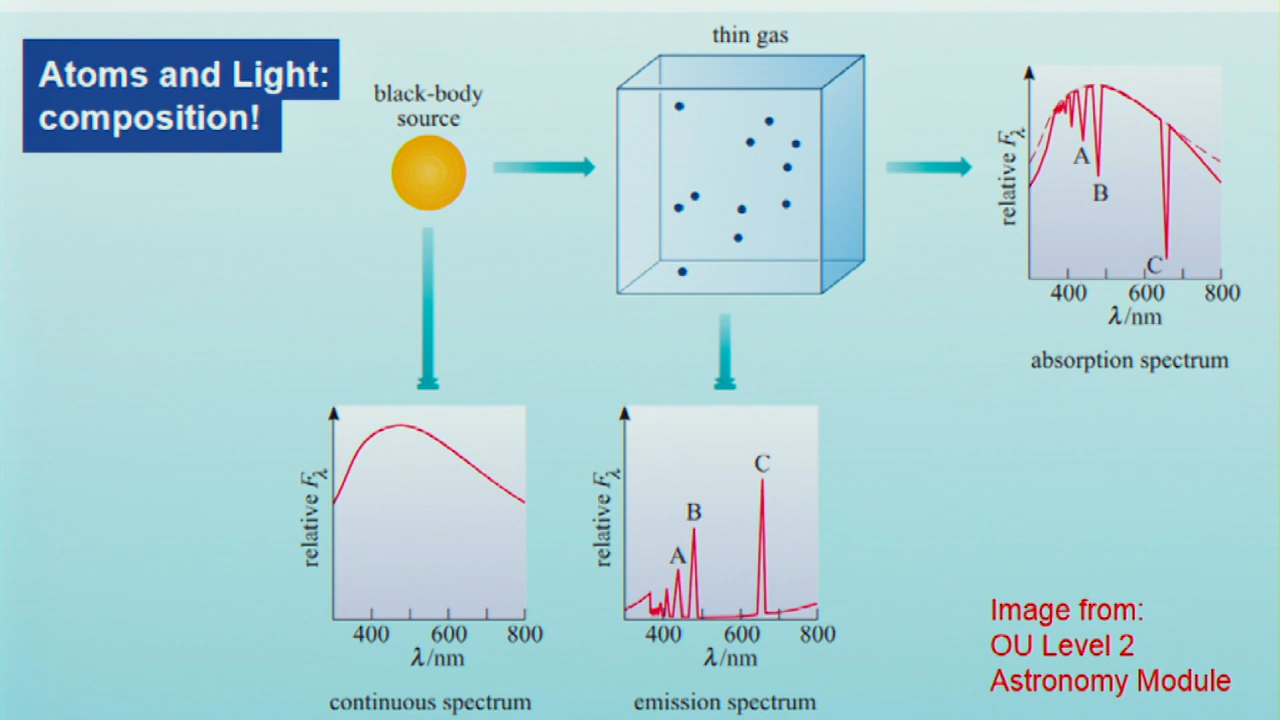 Atoms and Light:
composition!
black-body
source
thin gas
relative Fλ
A
B
C
400 600 800
λ/nm
absorption spectrum
relative Fλ
400 600 800
λ/nm
continuous spectrum
relative Fλ
A
B
C
400 600 800
λ/nm
emission spectrum
Image from:
OU Level 2
Astronomy Module